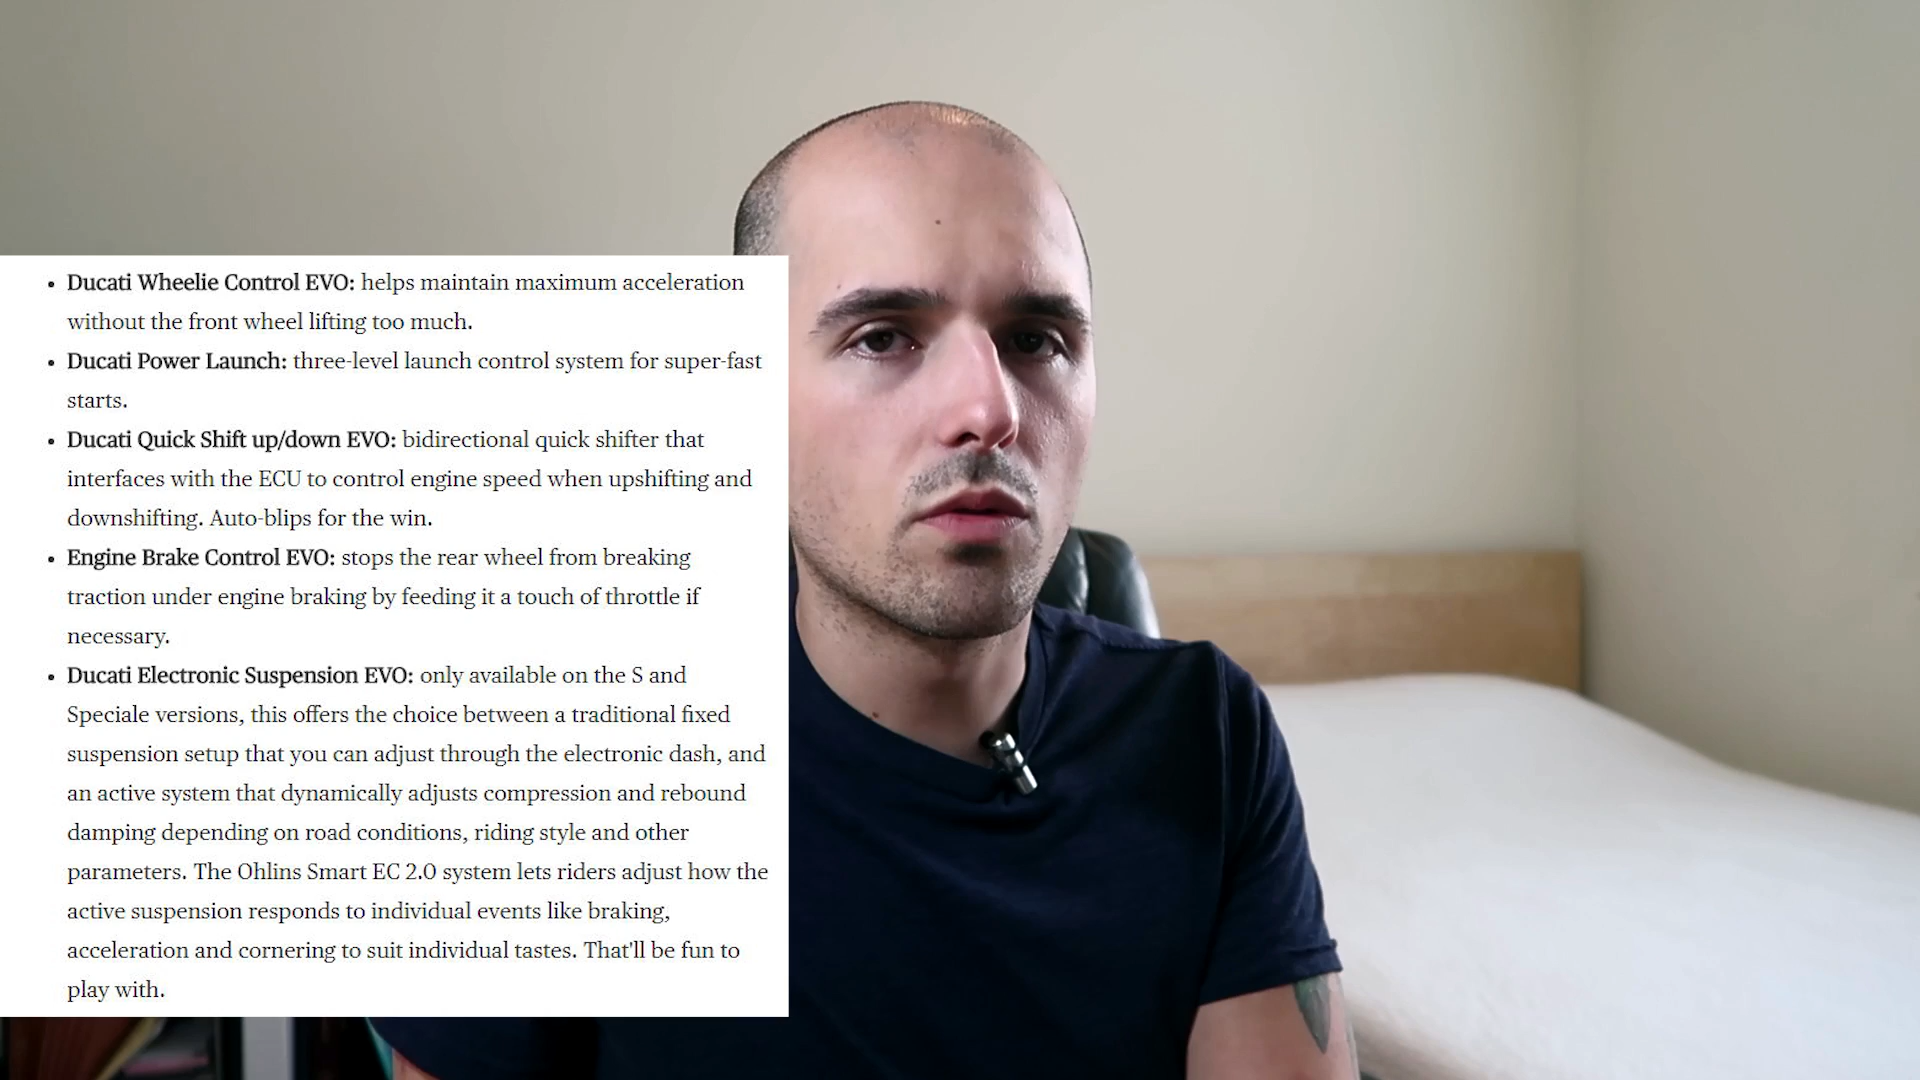 • Ducati Wheelie Control EVO: helps maintain maximum acceleration
without the front wheel lifting too much.
• Ducati Power Launch: three-level launch control system for super-fast
starts.
• Ducati Quick Shift up/down EVO: bidirectional quick shifter that
interfaces with the ECU to control engine speed when upshifting and
downshifting. Auto-blips for the win.
• Engine Brake Control EVO: stops the rear wheel from breaking
traction under engine braking by feeding it a touch of throttle if
necessary.
• Ducati Electronic Suspension EVO: only available on the S and
Speciale versions, this offers the choice between a traditional fixed
suspension setup that you can adjust through the electronic dash, and
an active system that dynamically adjusts compression and rebound
damping depending on road conditions, riding style and other
parameters. The Ohlins Smart EC 2.0 system lets riders adjust how the
active suspension responds to individual events like braking,
acceleration and cornering to suit individual tastes. That'll be fun to
play with.